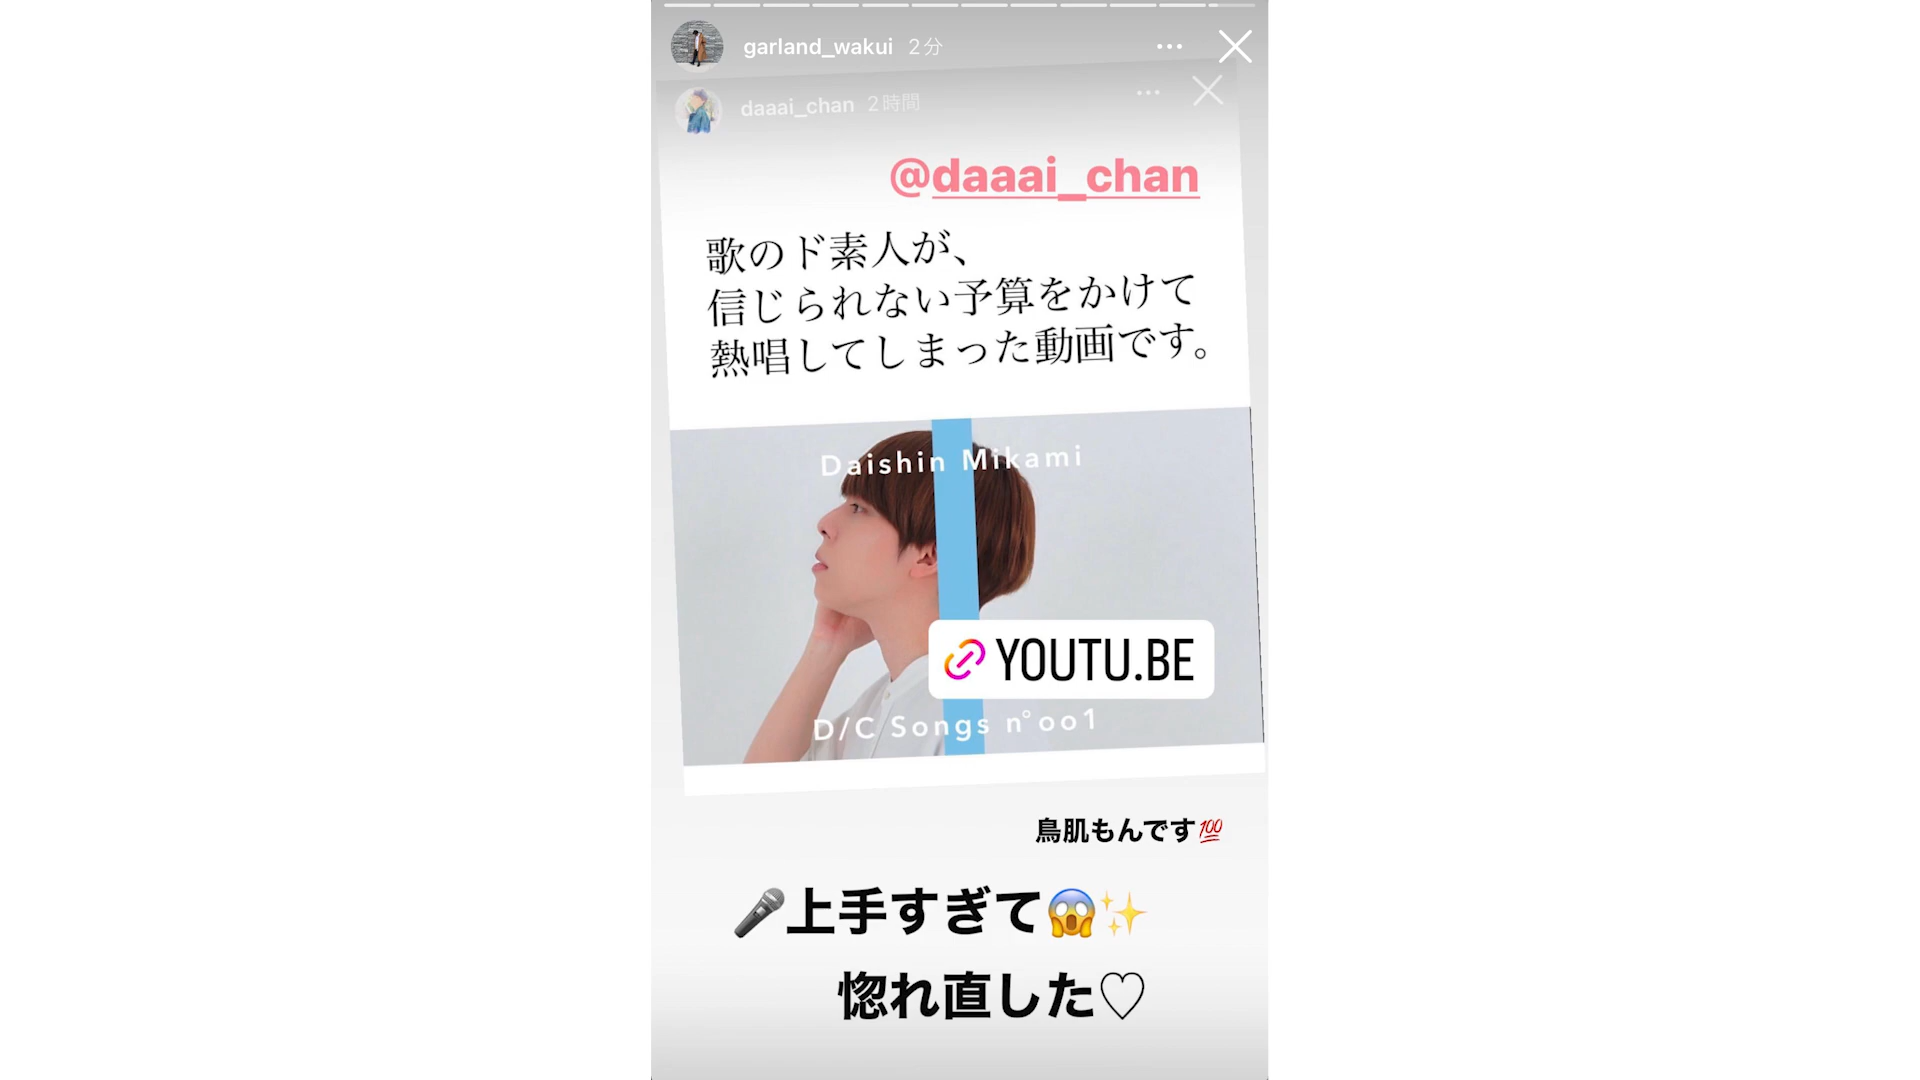 garland_wakui 2分
daaai_chan 2時間
@daaai_chan
歌のド素人が、
信じられない予算をかけて
熱唱してしまった動画です。
Daishin Mikami
YOUTU.BE
D/C Songs n°001
鳥肌もんです💯
🎤上手すぎて😱✨
惚れ直した♡